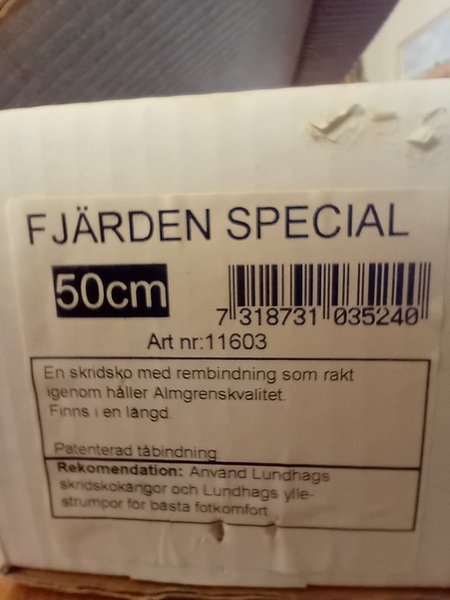 FJÄRDEN SPECIAL
50cm
7 318731 035240
Art nr:11603
En skridsko med rembindning som rakt
igenom håller Almgrenskvalitet.
Finns i en längd.
Patenterad tåbindning.
Rekomendation: Använd Lundhags
skridskokängor och Lundhags ylle-
strumpor för bästa fotkomfort.